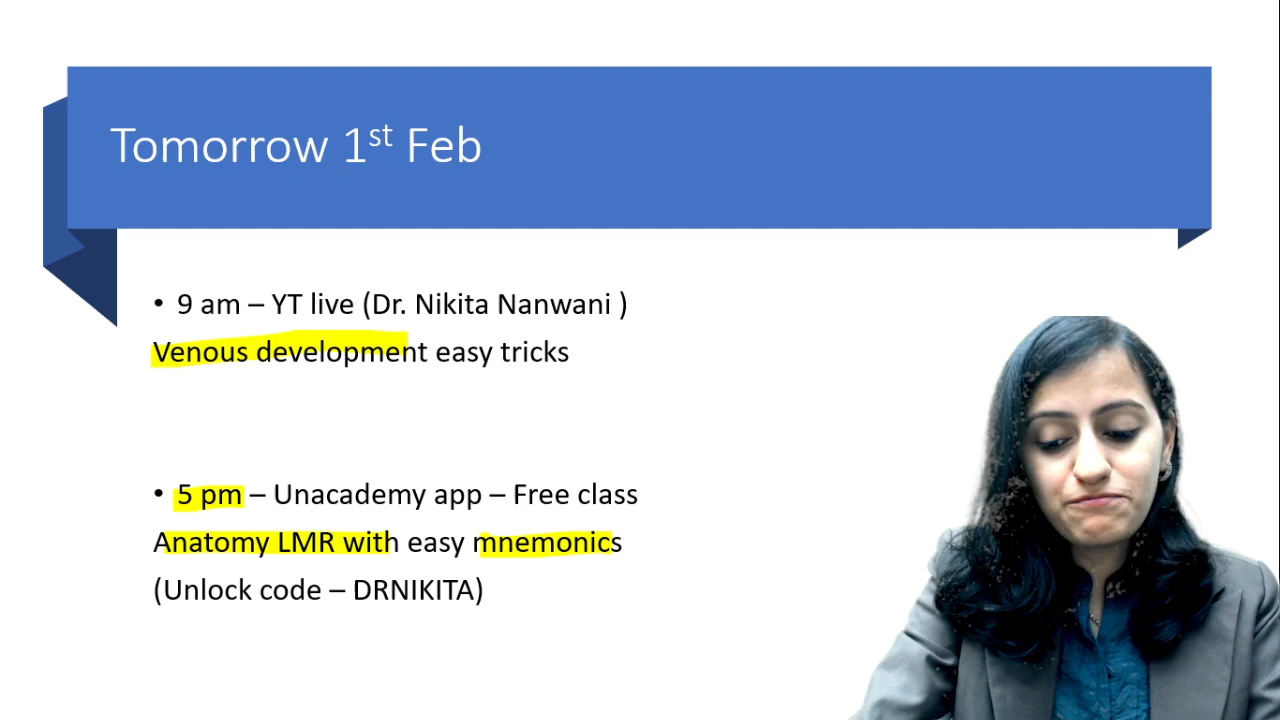 Tomorrow 1st Feb
• 9 am – YT live (Dr. Nikita Nanwani )
Venous development easy tricks
• 5 pm – Unacademy app – Free class
Anatomy LMR with easy mnemonics
(Unlock code – DRNIKITA)